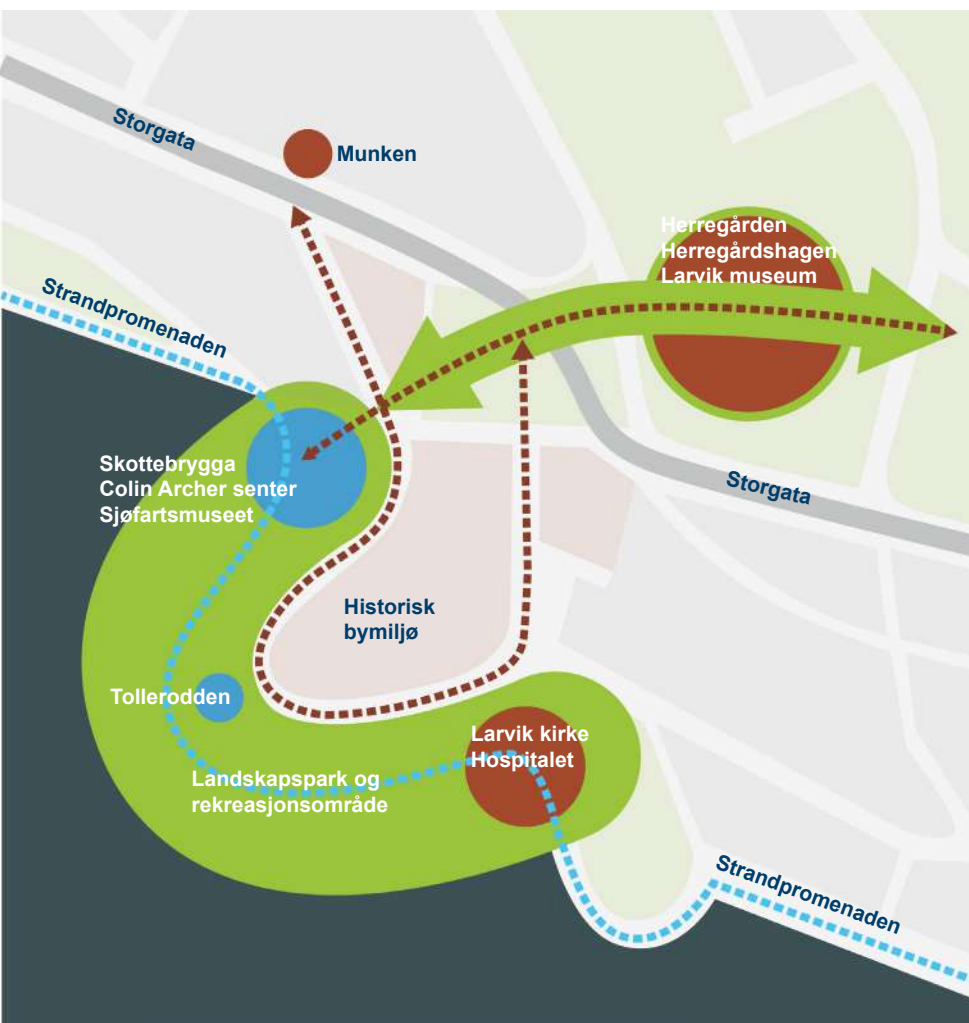 Storgata
Munken
Herregården
Herregårdshagen
Larvik museum
Strandpromenaden
Skottebrygga
Colin Archer senter
Sjøfartsmuseet
Storgata
Historisk
bymiljø
Tollerodden
Larvik kirke
Hospitalet
Landskapspark og
rekreasjonsområde
Strandpromenaden